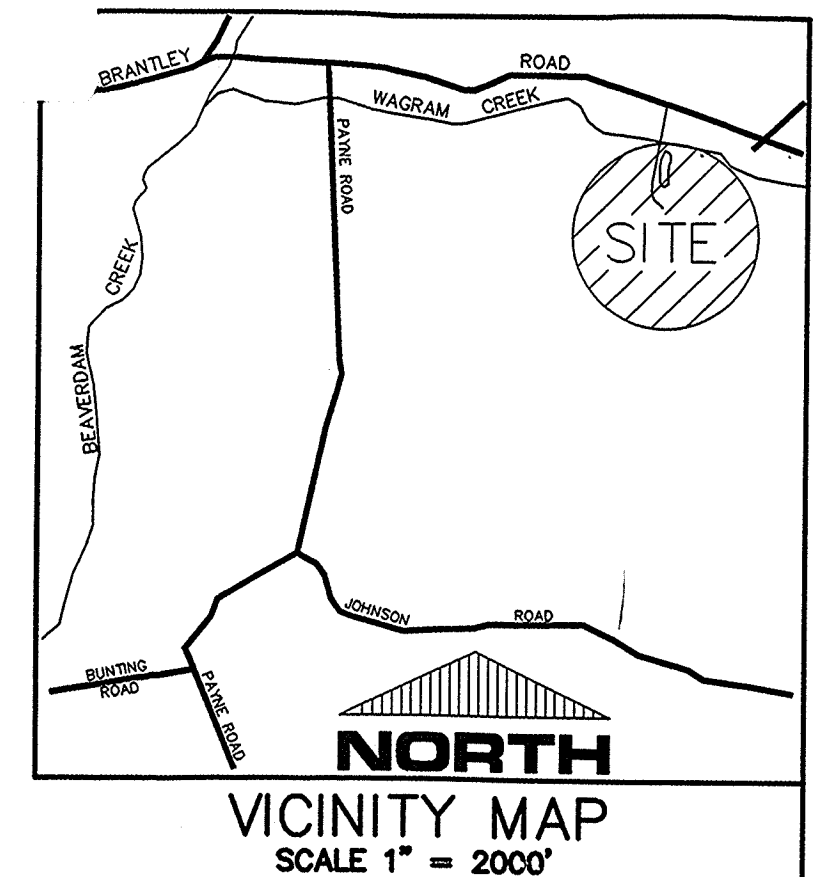 BRANTLEY ROAD
WAGRAM CREEK
PAYNE ROAD
SITE
BEAVERDAM CREEK
JOHNSON ROAD
BUNTING
ROAD
PAYNE ROAD
NORTH
VICINITY MAP
SCALE 1" = 2000'